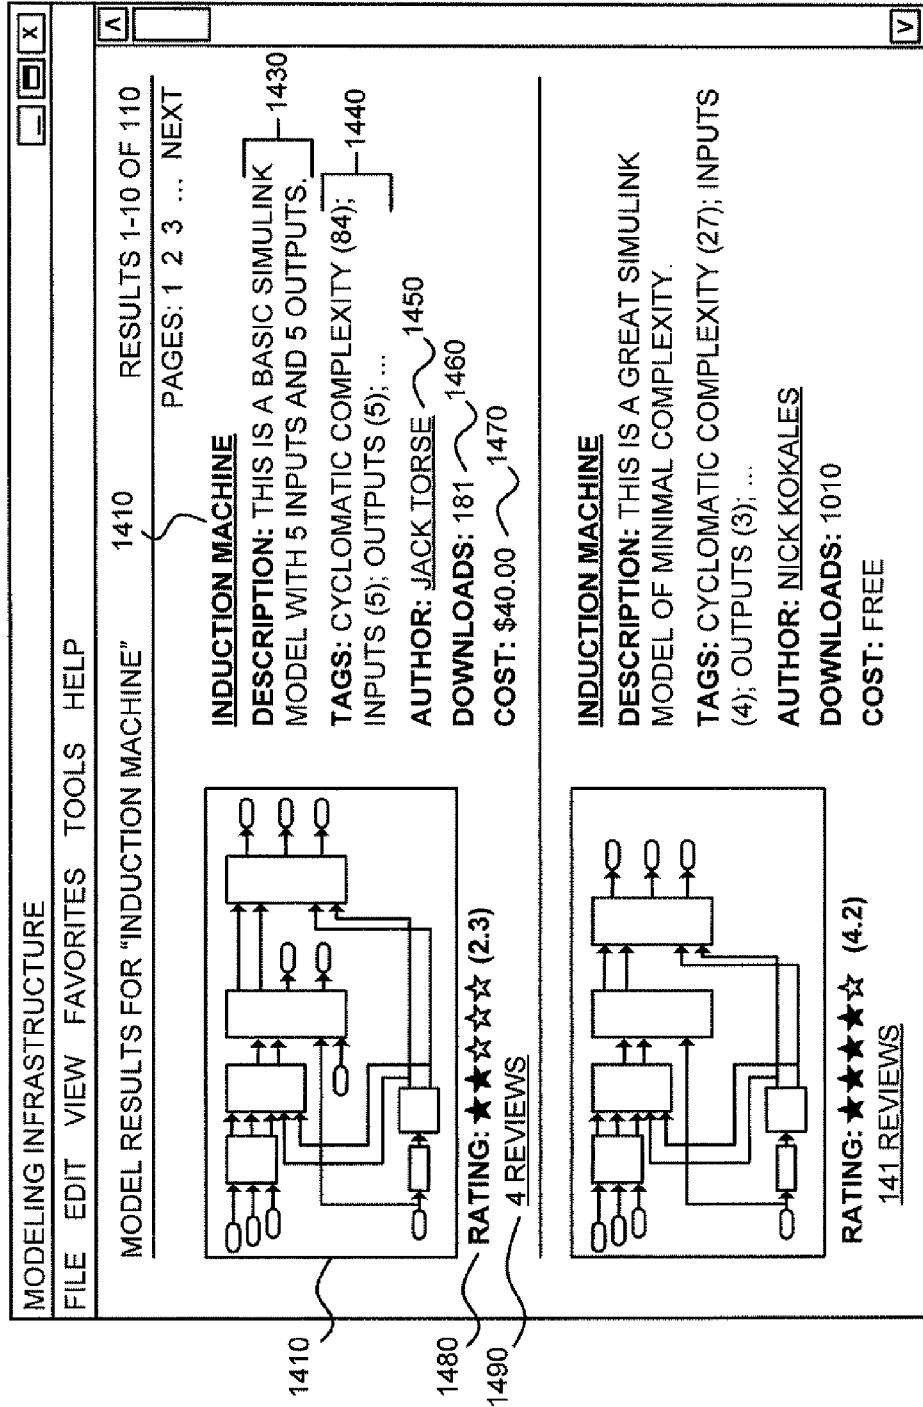 MODELING INFRASTRUCTURE
X
FILE EDIT VIEW FAVORITES TOOLS HELP
MODEL RESULTS FOR “INDUCTION MACHINE”
RESULTS 1-10 OF 110
PAGES: 1 2 3 ... NEXT
1410
INDUCTION MACHINE
DESCRIPTION: THIS IS A BASIC SIMULINK
MODEL WITH 5 INPUTS AND 5 OUTPUTS.
1430
TAGS: CYCLOMATIC COMPLEXITY (84);
INPUTS (5); OUTPUTS (5); ...
1440
AUTHOR: JACK TORSE
1450
DOWNLOADS: 181
1460
COST: $40.00
1470
1410
RATING: ★★☆☆☆ (2.3)
1480
4 REVIEWS
1490
INDUCTION MACHINE
DESCRIPTION: THIS IS A GREAT SIMULINK
MODEL OF MINIMAL COMPLEXITY.
TAGS: CYCLOMATIC COMPLEXITY (27); INPUTS
(4); OUTPUTS (3); ...
AUTHOR: NICK KOKALES
DOWNLOADS: 1010
COST: FREE
RATING: ★★★★☆ (4.2)
141 REVIEWS